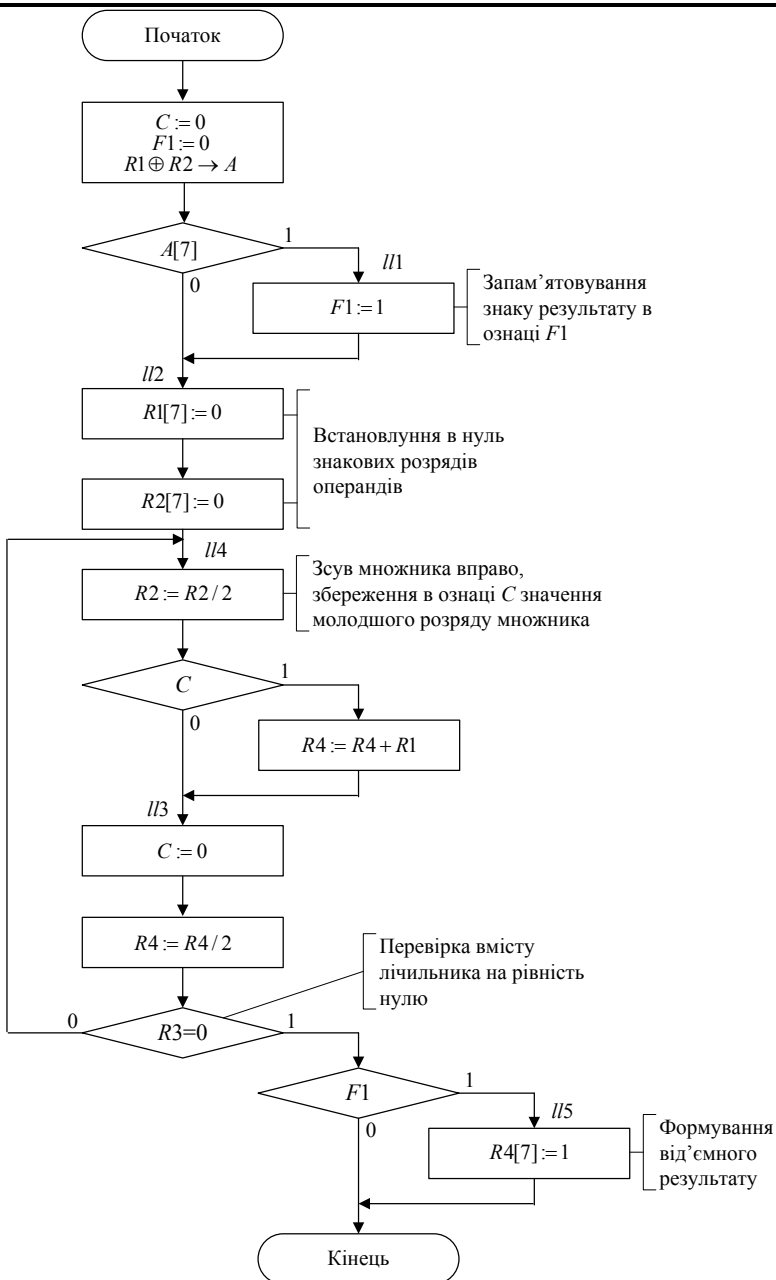 Початок
C := 0
F1 := 0
R1 ⊕ R2 → A
A[7]
1
0
ll1
F1 := 1
Запам’ятовування
знаку результату в
ознаці F1
ll2
R1[7] := 0
Встановлуння в нуль
знакових розрядів
операндів
R2[7] := 0
ll4
R2 := R2 / 2
Зсув множника вправо,
збереження в ознаці C значення
молодшого розряду множника
C
1
0
R4 := R4 + R1
ll3
C := 0
R4 := R4 / 2
Перевірка вмісту
лічильника на рівність
нулю
0
R3=0
1
F1
1
0
ll5
R4[7] := 1
Формування
від’ємного
результату
Кінець